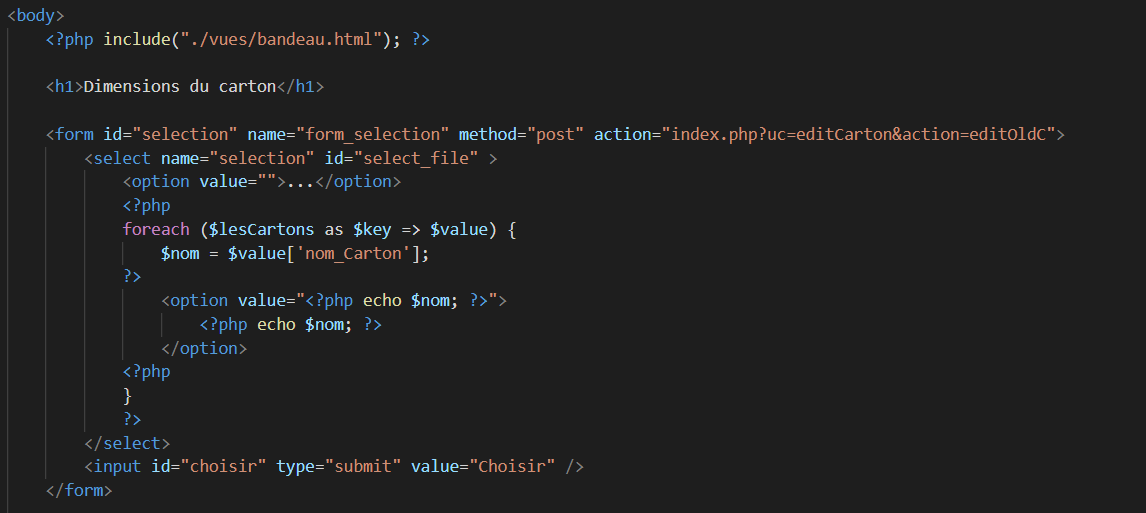 <body>
<?php include("./vues/bandeau.html"); ?>
<h1>Dimensions du carton</h1>
<form id="selection" name="form_selection" method="post" action="index.php?uc=editCarton&action=editOldC">
<select name="selection" id="select_file" >
<option value="">...</option>
<?php
foreach ($lesCartons as $key => $value) {
$nom = $value['nom_Carton'];
?>
<option value="<?php echo $nom; ?>">
<?php echo $nom; ?>
</option>
<?php
}
?>
</select>
<input id="choisir" type="submit" value="Choisir" />
</form>